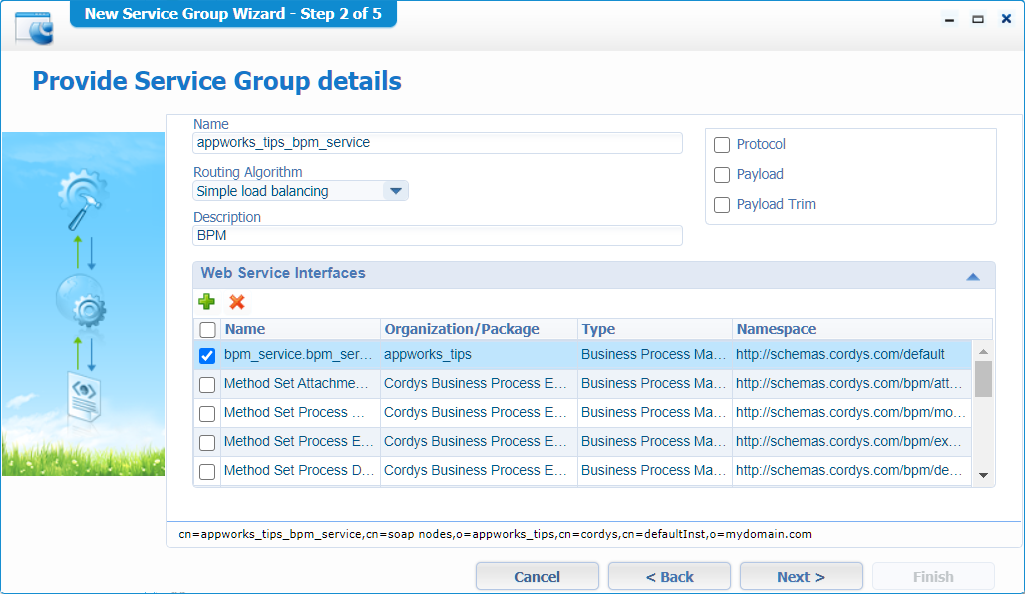 New Service Group Wizard - Step 2 of 5
Provide Service Group details
Name
appworks_tips_bpm_service
Routing Algorithm
Simple load balancing
Description
BPM
Protocol
Payload
Payload Trim
Web Service Interfaces
Name Organization/Package Type Namespace
bpm_service.bpm_ser... appworks_tips Business Process Ma... http://schemas.cordys.com/default
Method Set Attachme... Cordys Business Process E... Business Process Ma... http://schemas.cordys.com/bpm/att...
Method Set Process ... Cordys Business Process E... Business Process Ma... http://schemas.cordys.com/bpm/mo...
Method Set Process E... Cordys Business Process E... Business Process Ma... http://schemas.cordys.com/bpm/ex...
Method Set Process D... Cordys Business Process E... Business Process Ma... http://schemas.cordys.com/bpm/de...
cn=appworks_tips_bpm_service,cn=soap nodes,o=appworks_tips,cn=cordys,cn=defaultInst,o=mydomain.com
Cancel < Back Next > Finish